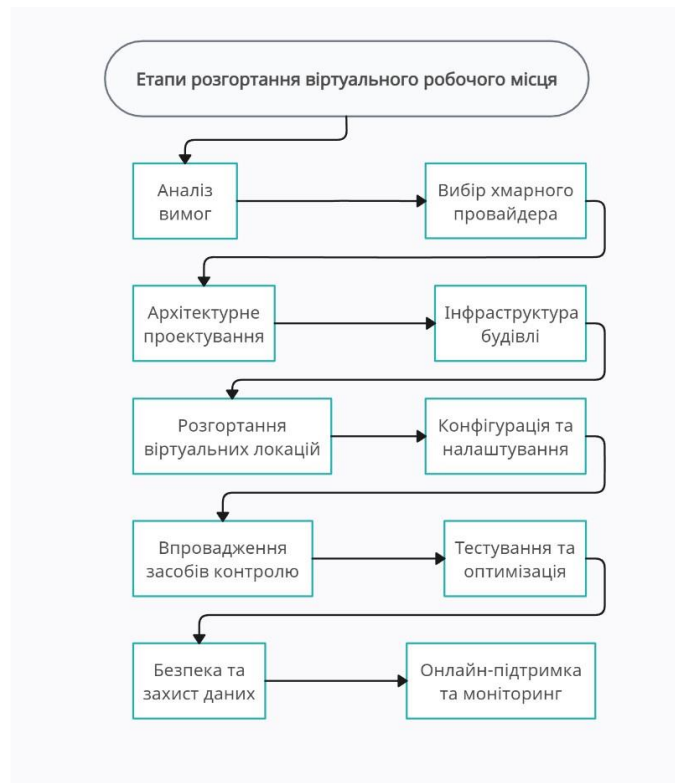 Етапи розгортання віртуального робочого місця
Аналіз
вимог
Вибір хмарного
провайдера
Архітектурне
проектування
Інфраструктура
будівлі
Розгортання
віртуальних локацій
Конфігурація та
налаштування
Впровадження
засобів контролю
Тестування та
оптимізація
Безпека та
захист даних
Онлайн-підтримка
та моніторинг